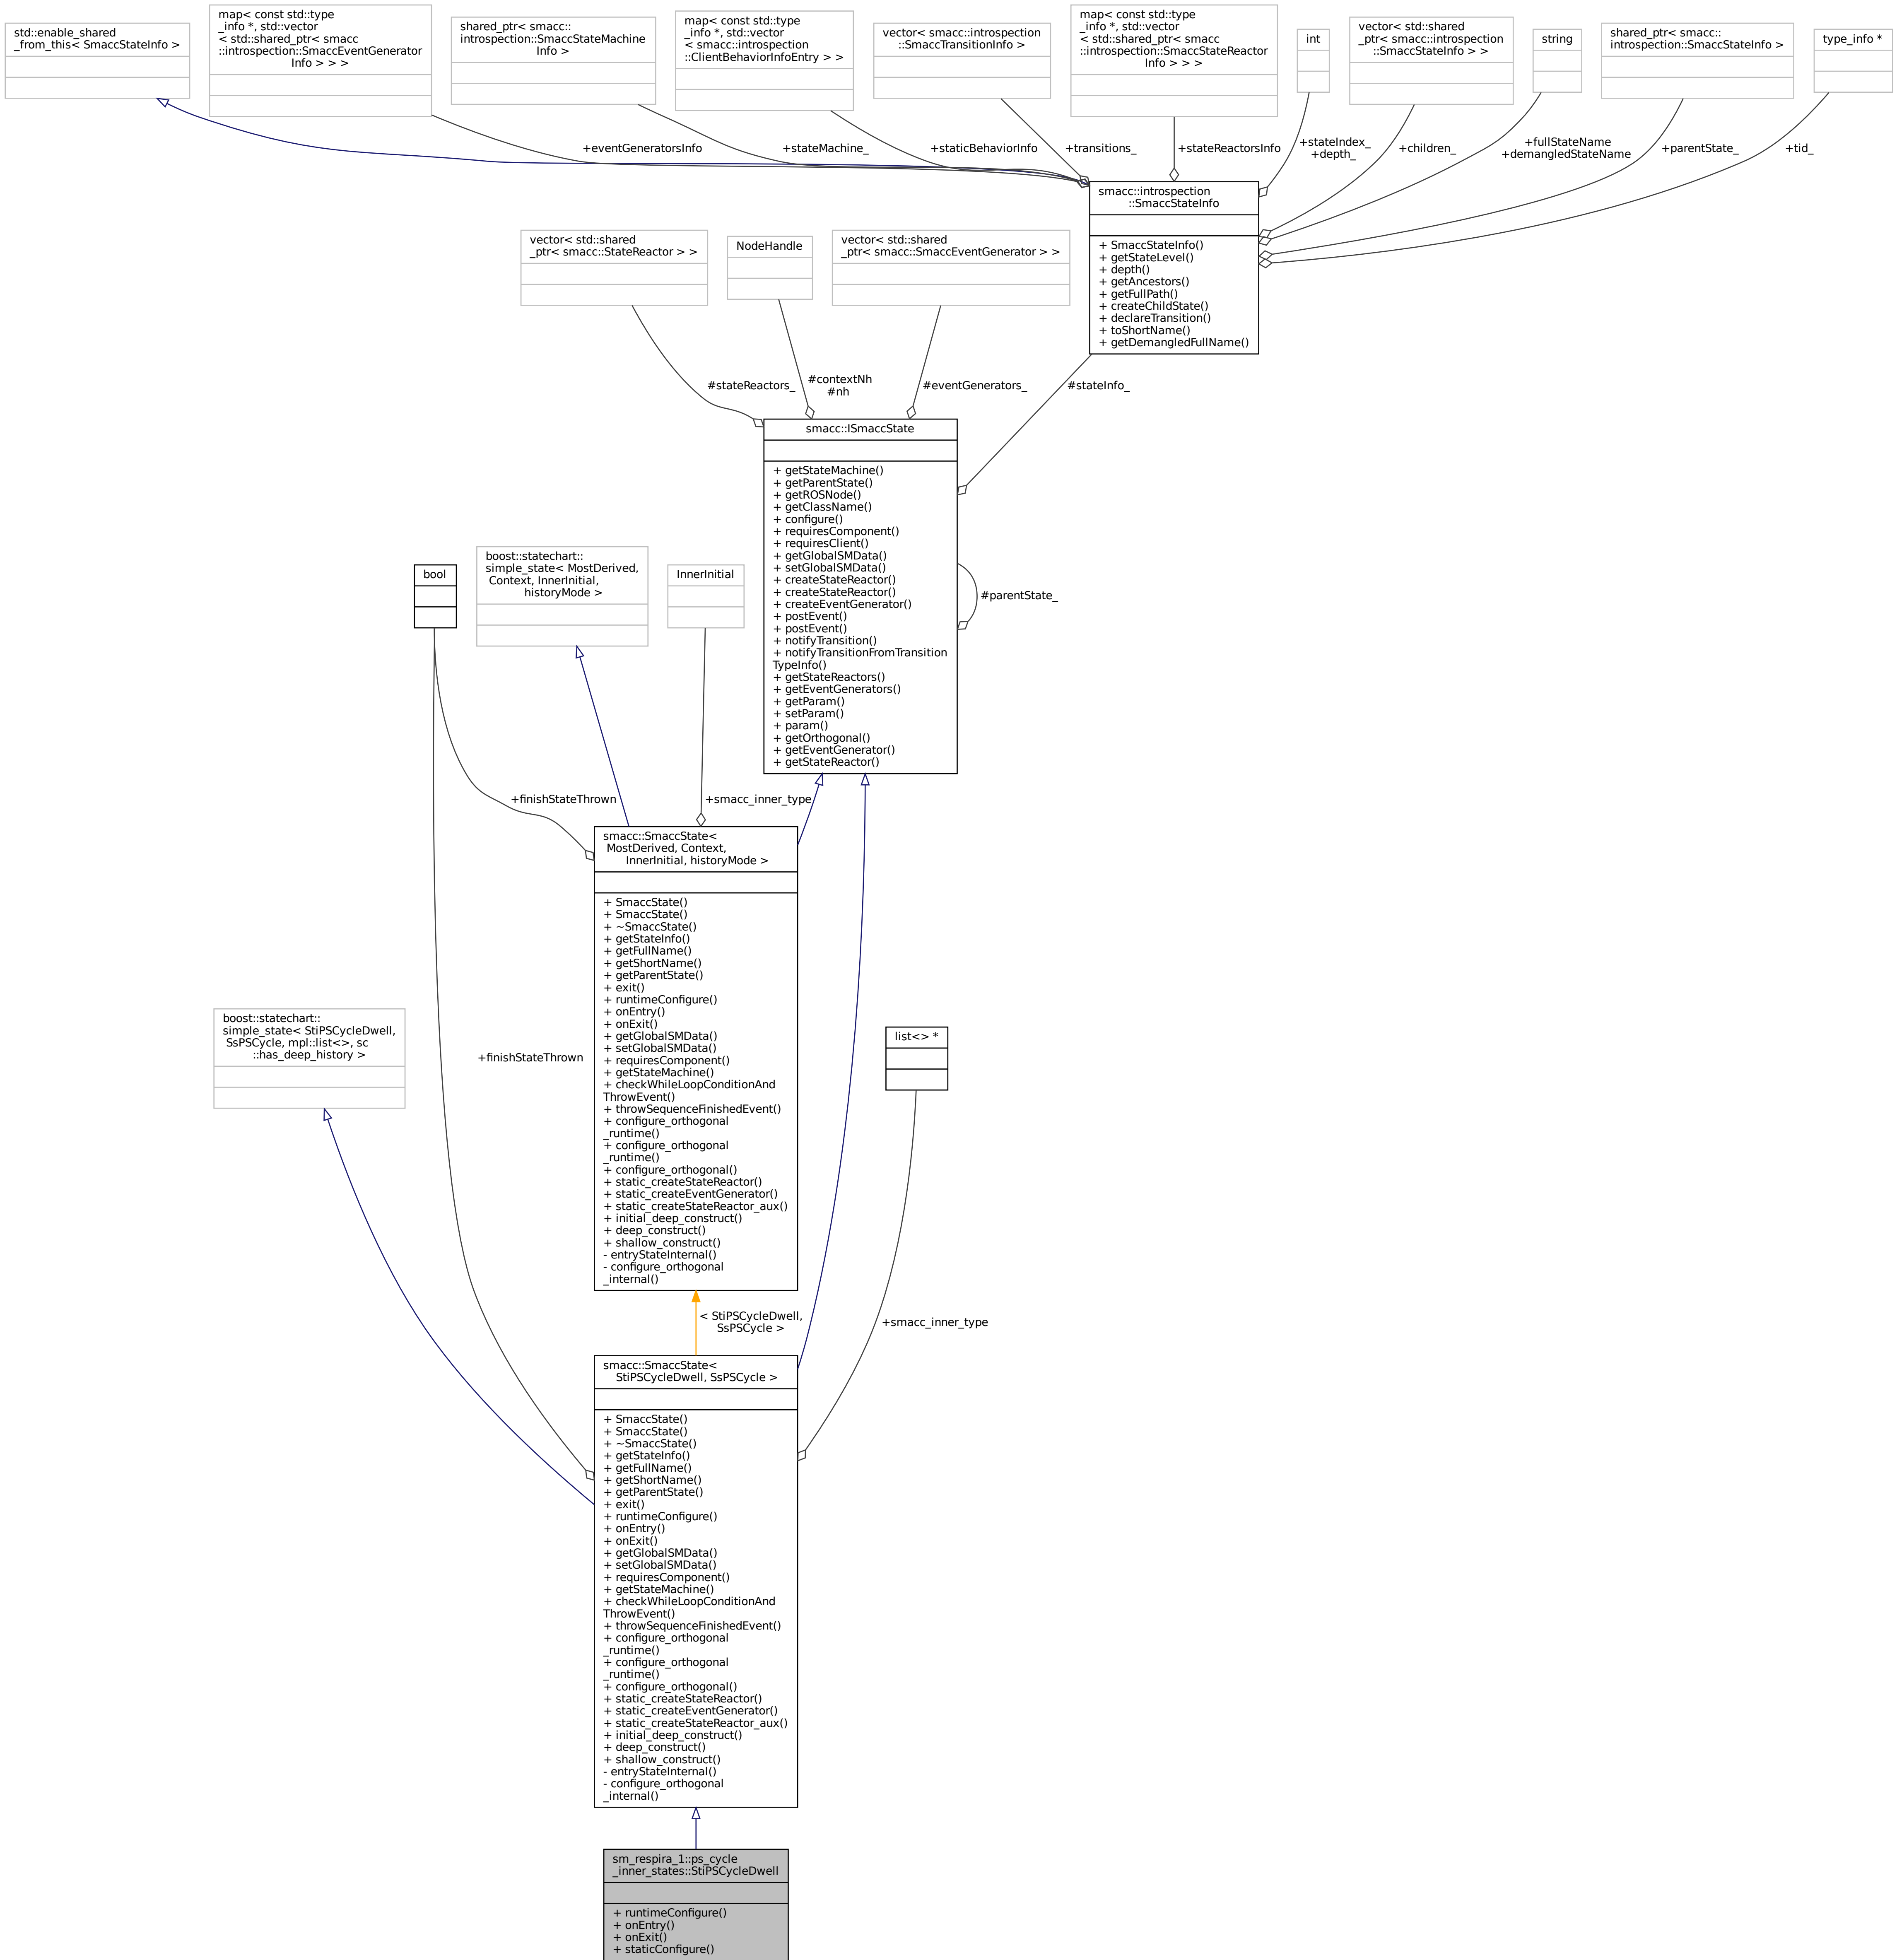 std::enable_shared
_from_this< SmaccStateInfo >
map< const std::type
_info *, std::vector
< std::shared_ptr< smacc
::introspection::SmaccEventGenerator
Info > > >
shared_ptr< smacc::
introspection::SmaccStateMachine
Info >
map< const std::type
_info *, std::vector
< smacc::introspection
::ClientBehaviorInfoEntry > >
vector< smacc::introspection
::SmaccTransitionInfo >
map< const std::type
_info *, std::vector
< std::shared_ptr< smacc
::introspection::SmaccStateReactor
Info > > >
int
vector< std::shared
_ptr< smacc::introspection
::SmaccStateInfo > >
string
shared_ptr< smacc::
introspection::SmaccStateInfo >
type_info *
+eventGeneratorsInfo
+stateMachine_
+staticBehaviorInfo
+transitions_
+stateReactorsInfo
+stateIndex_
+depth_
+children_
+fullStateName
+demangledStateName
+parentState_
+tid_
smacc::introspection
::SmaccStateInfo
+ SmaccStateInfo()
+ getStateLevel()
+ depth()
+ getAncestors()
+ getFullPath()
+ createChildState()
+ declareTransition()
+ toShortName()
+ getDemangledFullName()
vector< std::shared
_ptr< smacc::StateReactor > >
NodeHandle
vector< std::shared
_ptr< smacc::SmaccEventGenerator > >
#stateReactors_
#contextNh
#nh
#eventGenerators_
#stateInfo_
smacc::ISmaccState
+ getStateMachine()
+ getParentState()
+ getROSNode()
+ getClassName()
+ configure()
+ requiresComponent()
+ requiresClient()
+ getGlobalSMData()
+ setGlobalSMData()
+ createStateReactor()
+ createStateReactor()
+ createEventGenerator()
+ postEvent()
+ postEvent()
+ notifyTransition()
+ notifyTransitionFromTransition
TypeInfo()
+ getStateReactors()
+ getEventGenerators()
+ getParam()
+ setParam()
+ param()
+ getOrthogonal()
+ getEventGenerator()
+ getStateReactor()
#parentState_
bool
boost::statechart::
simple_state< MostDerived,
Context, InnerInitial,
historyMode >
InnerInitial
+finishStateThrown
+smacc_inner_type
smacc::SmaccState<
MostDerived, Context,
InnerInitial, historyMode >
+ SmaccState()
+ SmaccState()
+ ~SmaccState()
+ getStateInfo()
+ getFullName()
+ getShortName()
+ getParentState()
+ exit()
+ runtimeConfigure()
+ onEntry()
+ onExit()
+ getGlobalSMData()
+ setGlobalSMData()
+ requiresComponent()
+ getStateMachine()
+ checkWhileLoopConditionAnd
ThrowEvent()
+ throwSequenceFinishedEvent()
+ configure_orthogonal
_runtime()
+ configure_orthogonal
_runtime()
+ configure_orthogonal()
+ static_createStateReactor()
+ static_createEventGenerator()
+ static_createStateReactor_aux()
+ initial_deep_construct()
+ deep_construct()
+ shallow_construct()
- entryStateInternal()
- configure_orthogonal
_internal()
boost::statechart::
simple_state< StiPSCycleDwell,
SsPSCycle, mpl::list<>, sc
::has_deep_history >
+finishStateThrown
list<> *
< StiPSCycleDwell,
SsPSCycle >
+smacc_inner_type
smacc::SmaccState<
StiPSCycleDwell, SsPSCycle >
+ SmaccState()
+ SmaccState()
+ ~SmaccState()
+ getStateInfo()
+ getFullName()
+ getShortName()
+ getParentState()
+ exit()
+ runtimeConfigure()
+ onEntry()
+ onExit()
+ getGlobalSMData()
+ setGlobalSMData()
+ requiresComponent()
+ getStateMachine()
+ checkWhileLoopConditionAnd
ThrowEvent()
+ throwSequenceFinishedEvent()
+ configure_orthogonal
_runtime()
+ configure_orthogonal
_runtime()
+ configure_orthogonal()
+ static_createStateReactor()
+ static_createEventGenerator()
+ static_createStateReactor_aux()
+ initial_deep_construct()
+ deep_construct()
+ shallow_construct()
- entryStateInternal()
- configure_orthogonal
_internal()
sm_respira_1::ps_cycle
_inner_states::StiPSCycleDwell
+ runtimeConfigure()
+ onEntry()
+ onExit()
+ staticConfigure()